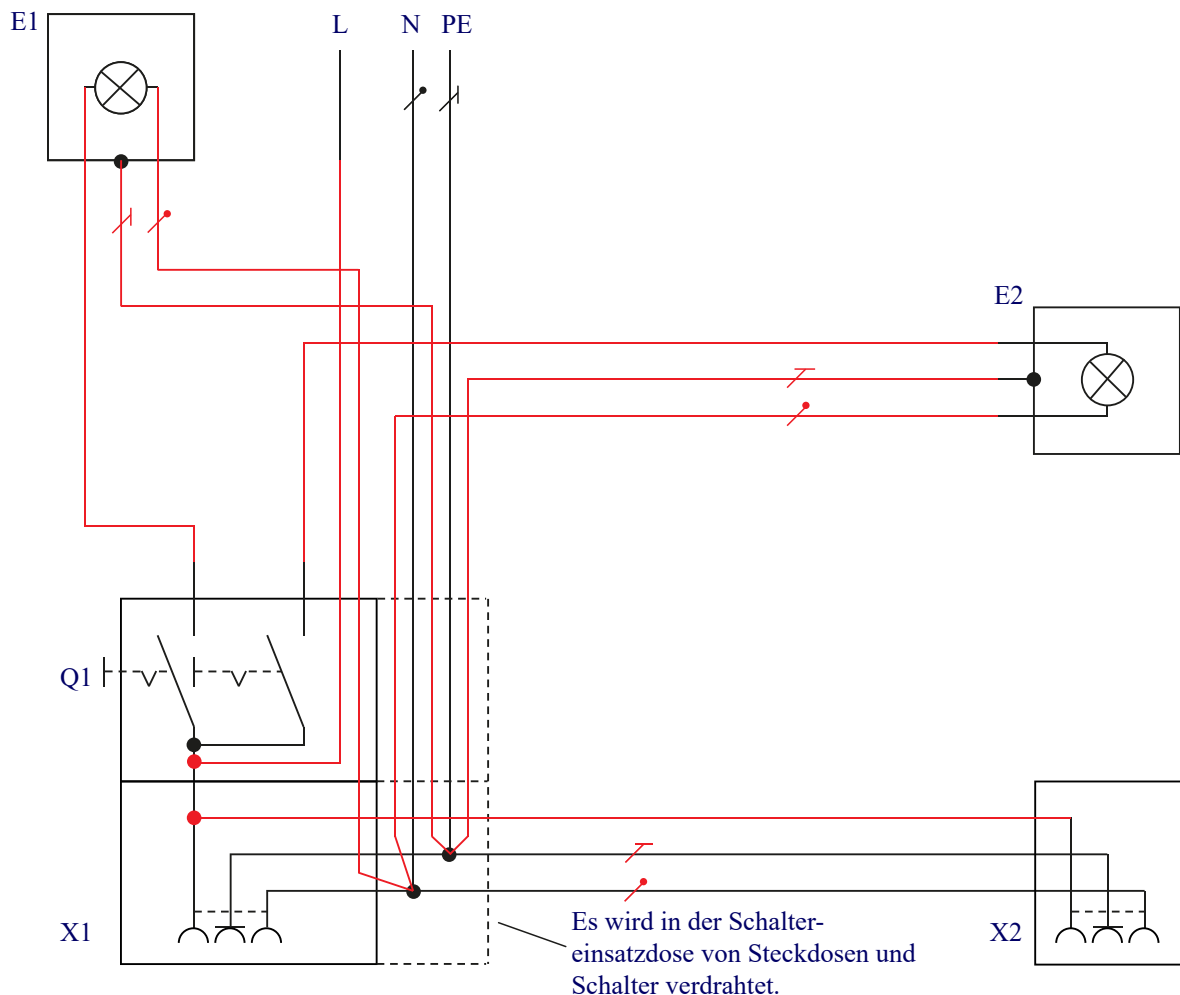 E1
L N PE
E2
Q1
X1
X2
Es wird in der Schalter-
einsatzdose von Steckdosen und
Schalter verdrahtet.